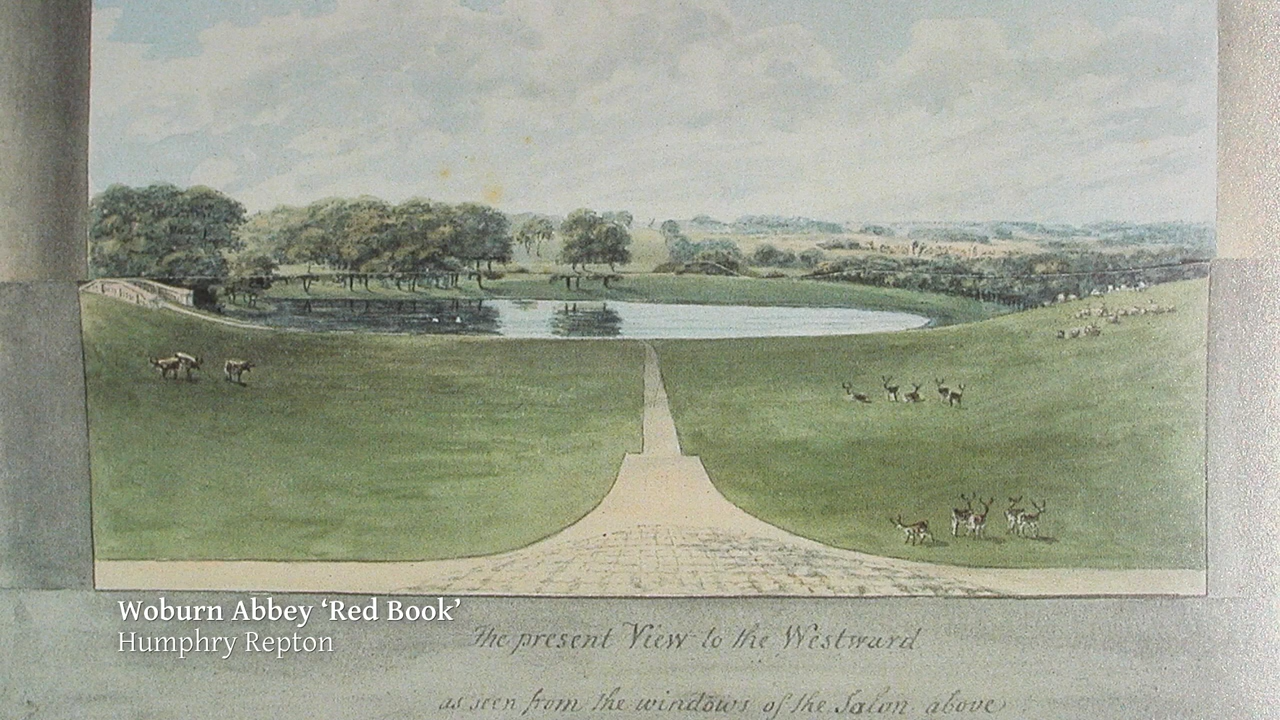 Woburn Abbey ‘Red Book’
Humphry Repton
The present View to the Westward
as seen from the windows of the Salon above